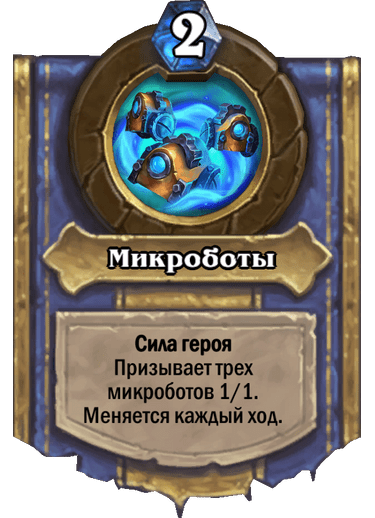 2
Микроботы
Сила героя
Призывает трех
микроботов 1/1.
Меняется каждый ход.